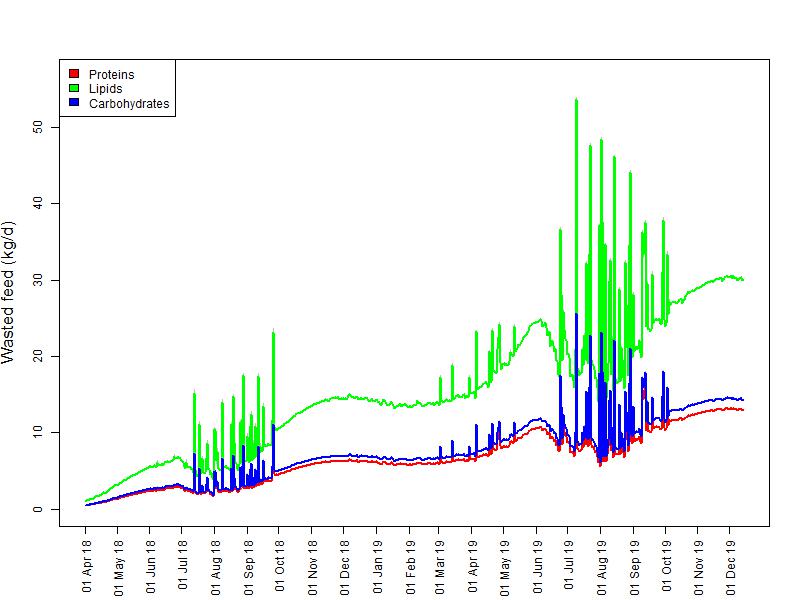 Proteins
Lipids
Carbohydrates
Wasted feed (kg/d)
50
40
30
20
10
0
01 Apr 18
01 May 18
01 Jun 18
01 Jul 18
01 Aug 18
01 Sep 18
01 Oct 18
01 Nov 18
01 Dec 18
01 Jan 19
01 Feb 19
01 Mar 19
01 Apr 19
01 May 19
01 Jun 19
01 Jul 19
01 Aug 19
01 Sep 19
01 Oct 19
01 Nov 19
01 Dec 19